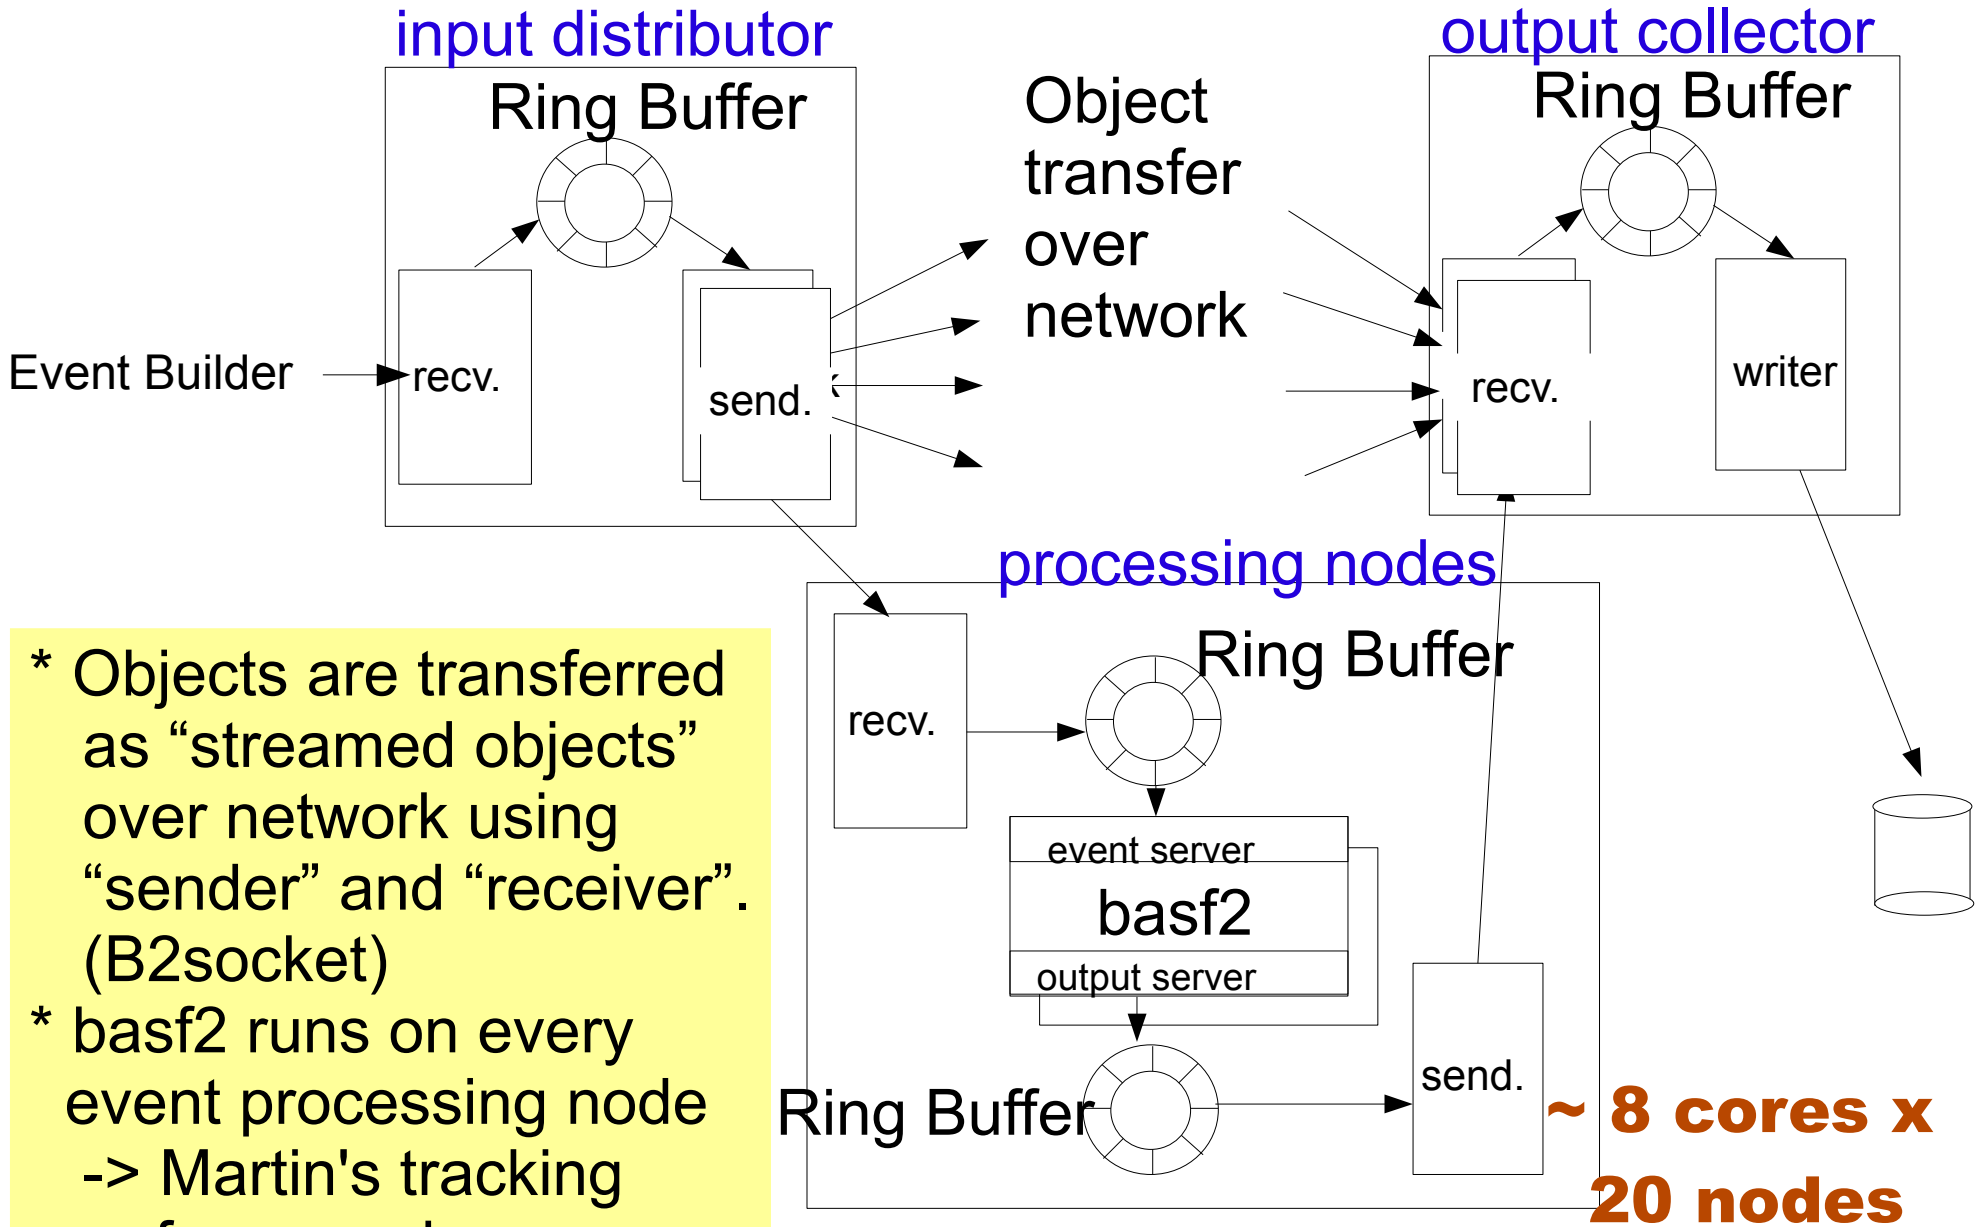 input distributor
output collector
Ring Buffer
Ring Buffer
Object
transfer
over
network
Event Builder
recv.
send.
recv.
writer
processing nodes
Ring Buffer
recv.
event server
basf2
output server
Ring Buffer
send.
~ 8 cores x
20 nodes
* Objects are transferred
as “streamed objects”
over network using
“sender” and “receiver”.
(B2socket)
* basf2 runs on every
event processing node
-> Martin's tracking